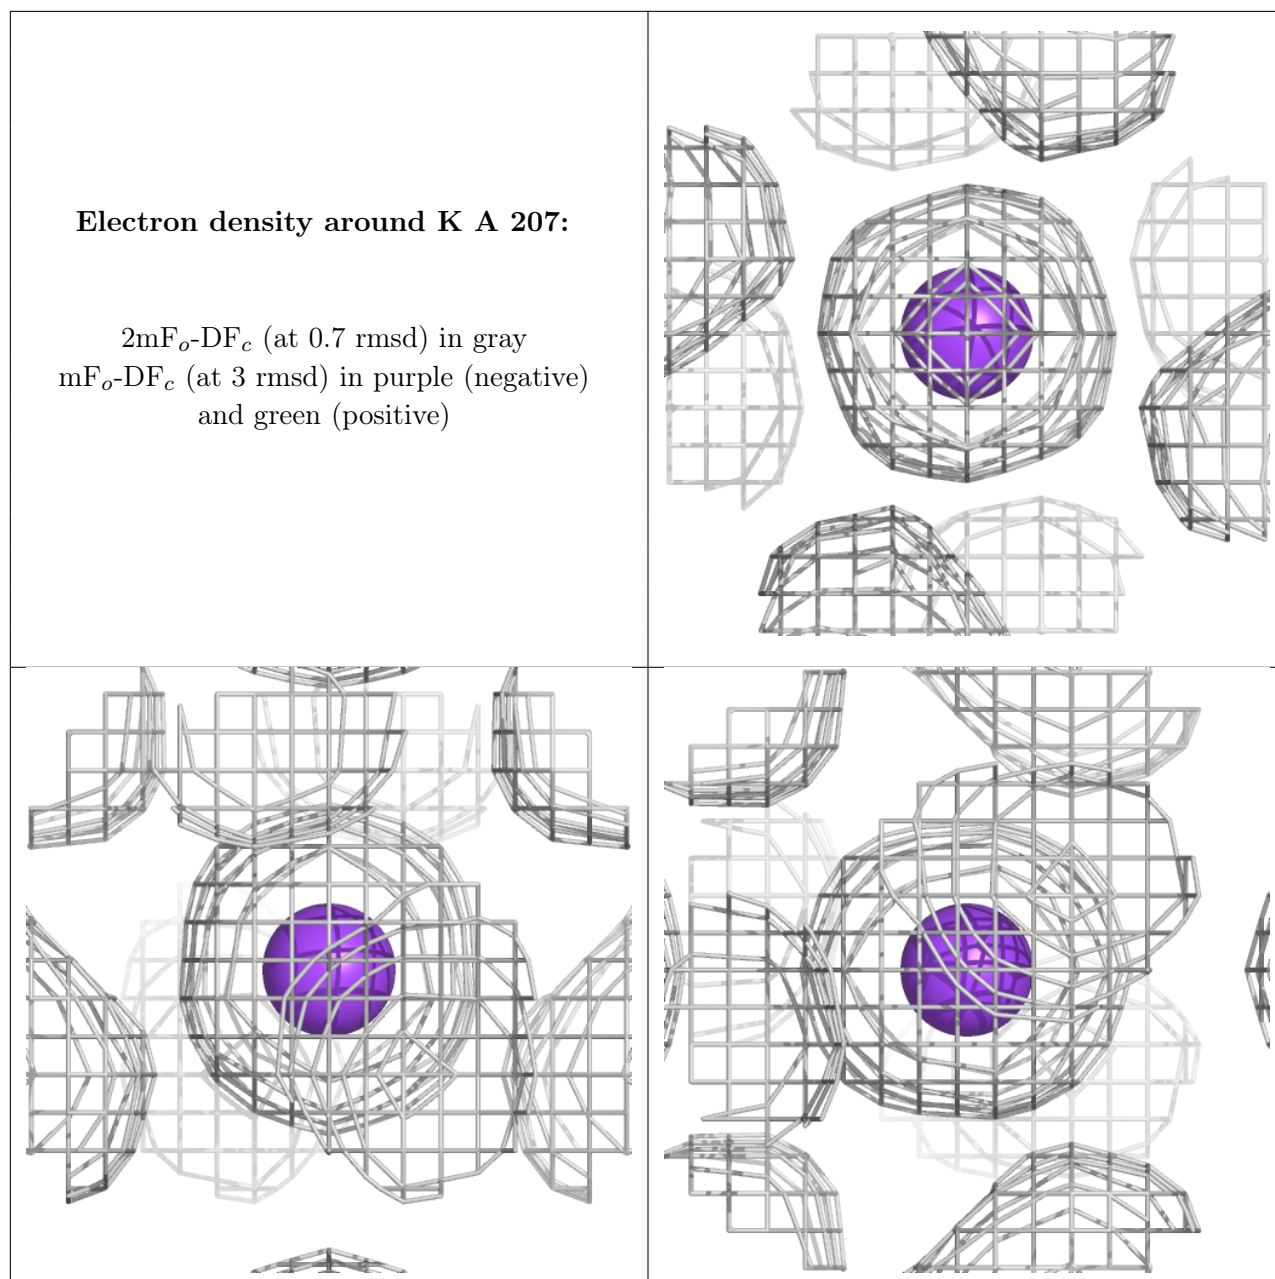 Electron density around K A 207:
2mFo-DFc (at 0.7 rmsd) in gray
mFo-DFc (at 3 rmsd) in purple (negative)
and green (positive)